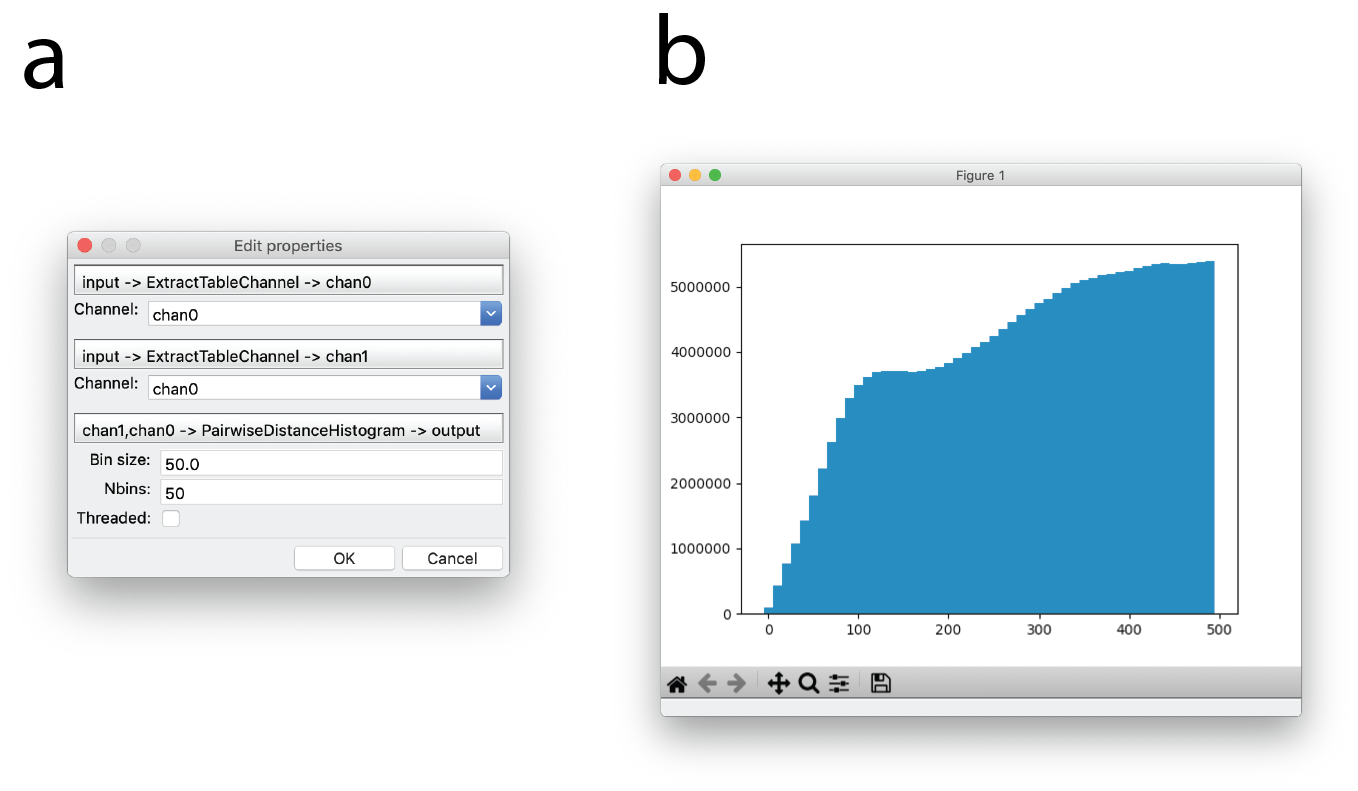 a
Edit properties
input -> ExtractTableChannel -> chan0
Channel: chan0
input -> ExtractTableChannel -> chan1
Channel: chan0
chan1,chan0 -> PairwiseDistanceHistogram -> output
Bin size: 50.0
Nbins: 50
Threaded:
OK Cancel
b
Figure 1
5000000
4000000
3000000
2000000
1000000
0
0 100 200 300 400 500